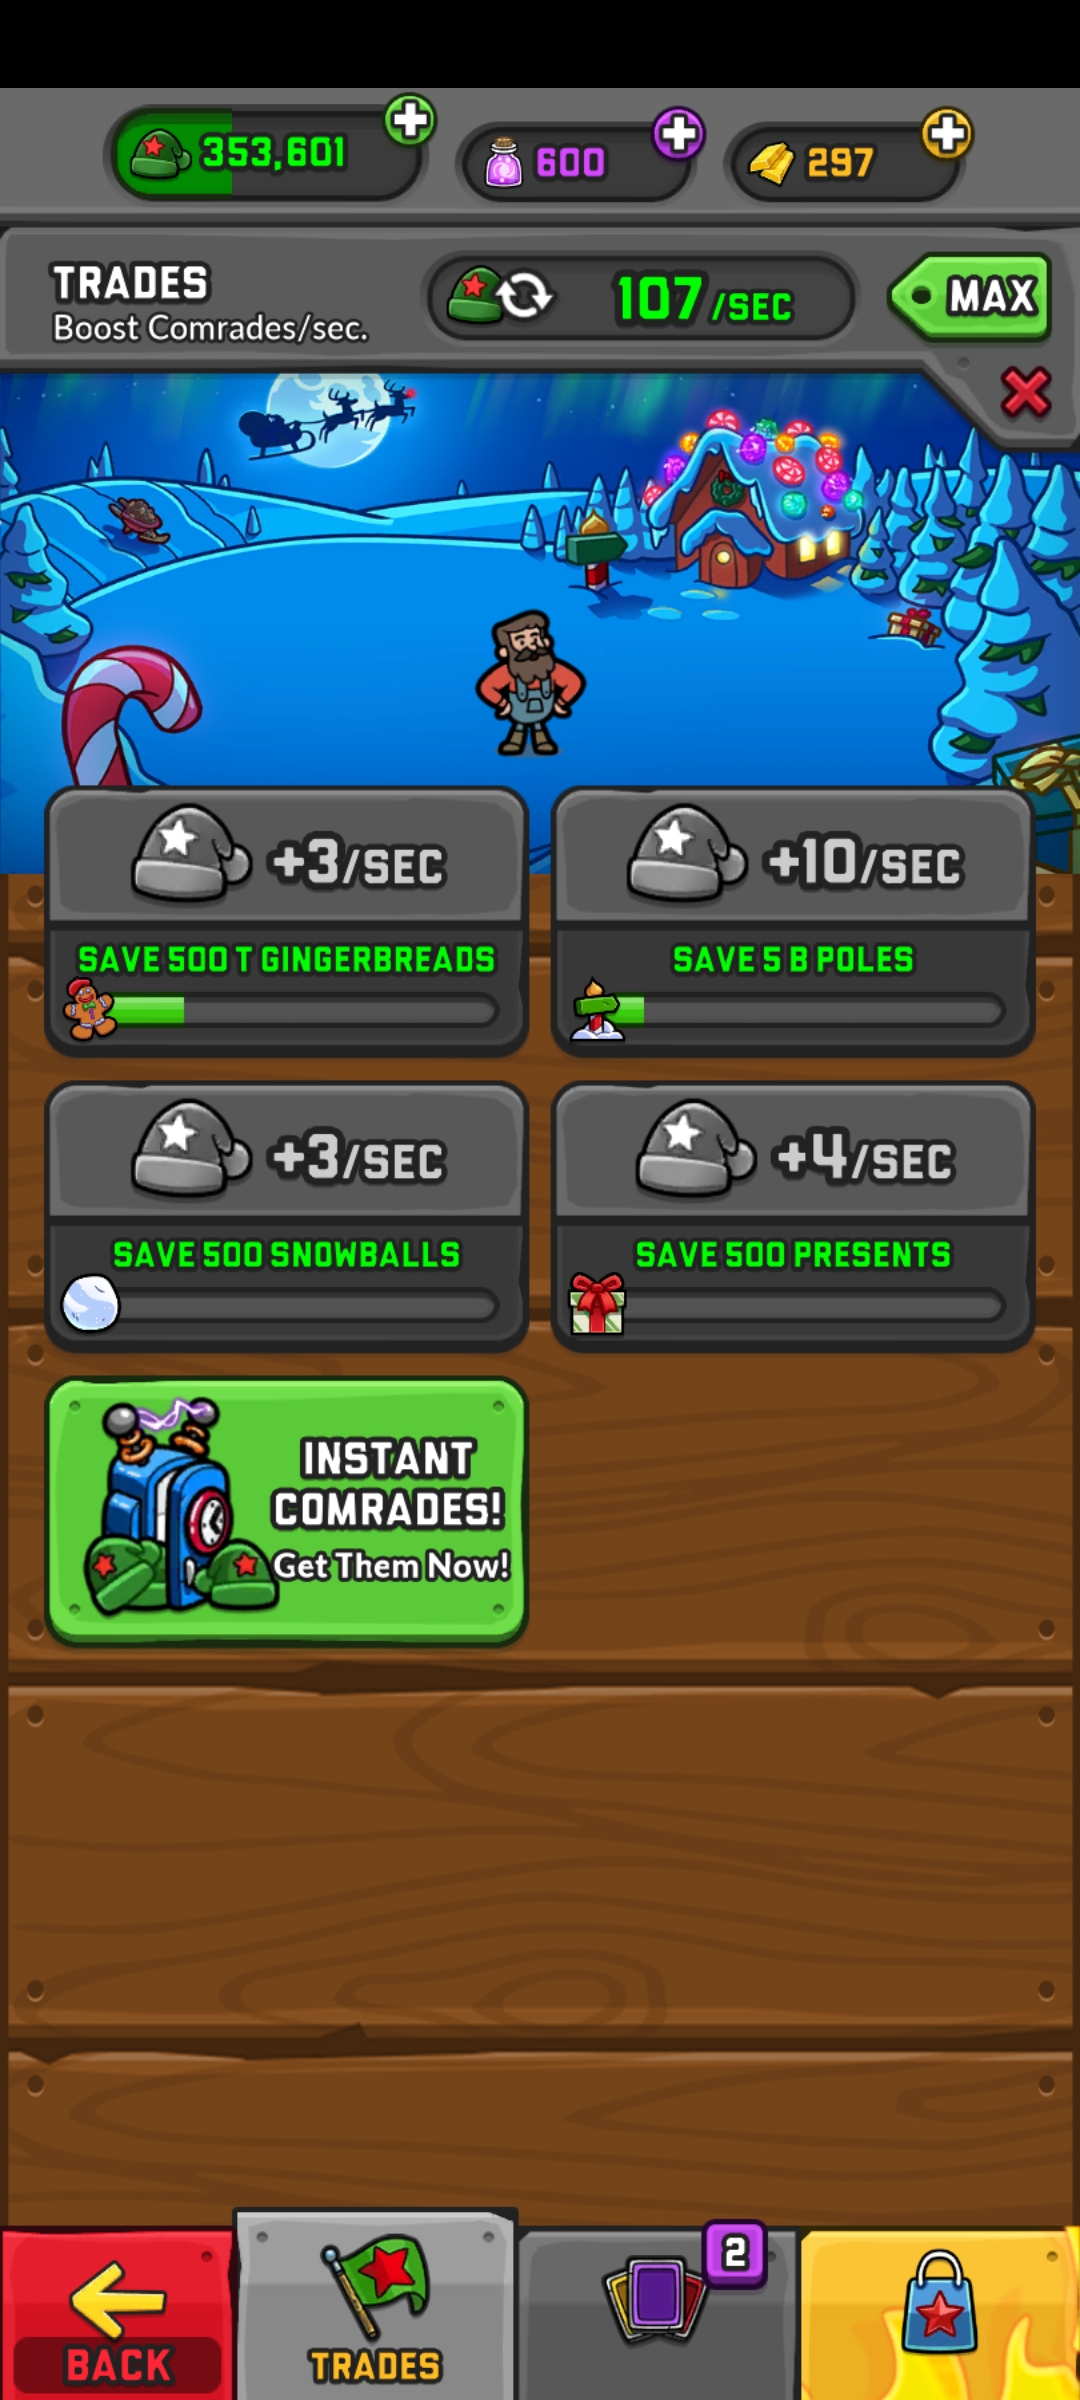 353,601
600
297
TRADES
Boost Comrades/sec.
107/SEC
MAX
+3/SEC
SAVE 500 T GINGERBREADS
+10/SEC
SAVE 5 B POLES
+3/SEC
SAVE 500 SNOWBALLS
+4/SEC
SAVE 500 PRESENTS
INSTANT
COMRADES!
Get Them Now!
BACK
TRADES
2